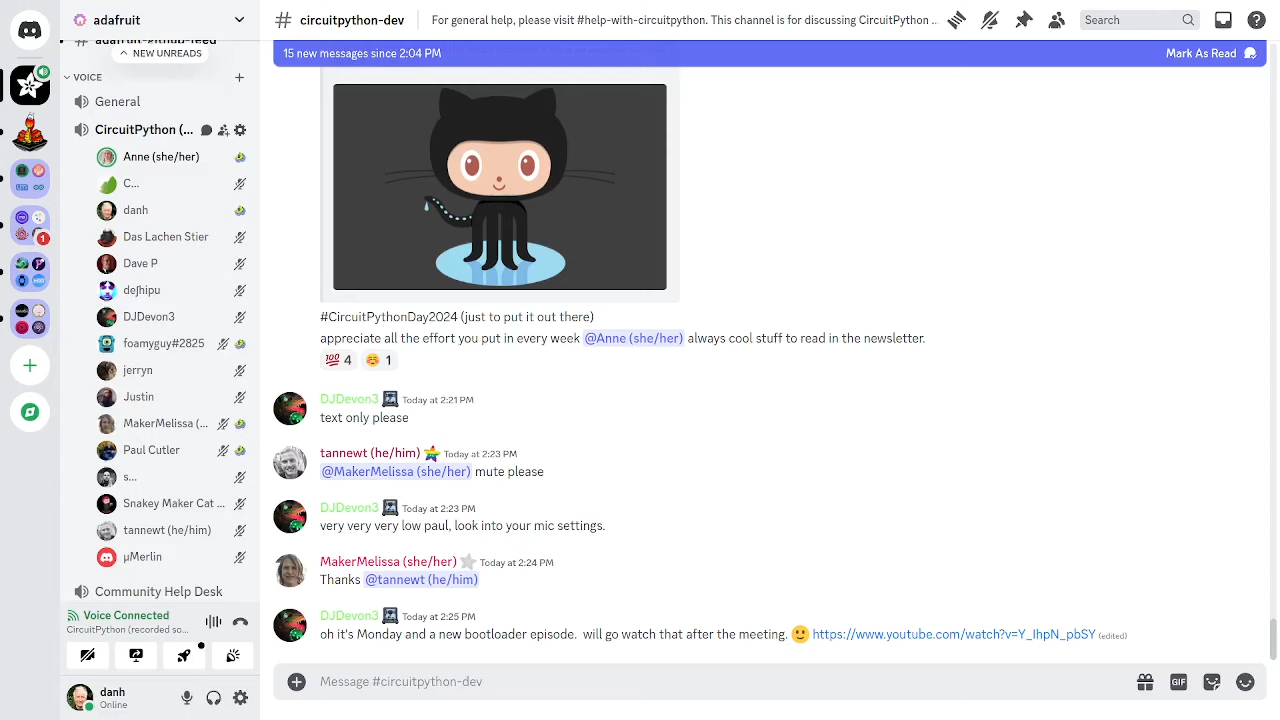 adafruit
circuitpython-dev
For general help, please visit #help-with-circuitpython. This channel is for discussing CircuitPython ...
Search
NEW UNREADS
15 new messages since 2:04 PM
Mark As Read
VOICE
General
CircuitPython (...
Anne (she/her)
C...
danh
Das Lachen Stier
Dave P
deʃhipu
DJDevon3
foamyguy#2825
jerryn
Justin
MakerMelissa (...
Paul Cutler
s...
Snakey Maker Cat ...
tannewt (he/him)
µMerlin
Community Help Desk
Voice Connected
CircuitPython (recorded so...
danh
Online
1
#CircuitPythonDay2024 (just to put it out there)
appreciate all the effort you put in every week @Anne (she/her) always cool stuff to read in the newsletter.
💯 4 ☺️ 1
DJDevon3 Today at 2:21 PM
text only please
tannewt (he/him) Today at 2:23 PM
@MakerMelissa (she/her) mute please
DJDevon3 Today at 2:23 PM
very very very low paul, look into your mic settings.
MakerMelissa (she/her) Today at 2:24 PM
Thanks @tannewt (he/him)
DJDevon3 Today at 2:25 PM
oh it's Monday and a new bootloader episode. will go watch that after the meeting. 🙂 https://www.youtube.com/watch?v=Y_IhpN_pbSY (edited)
Message #circuitpython-dev
GIF